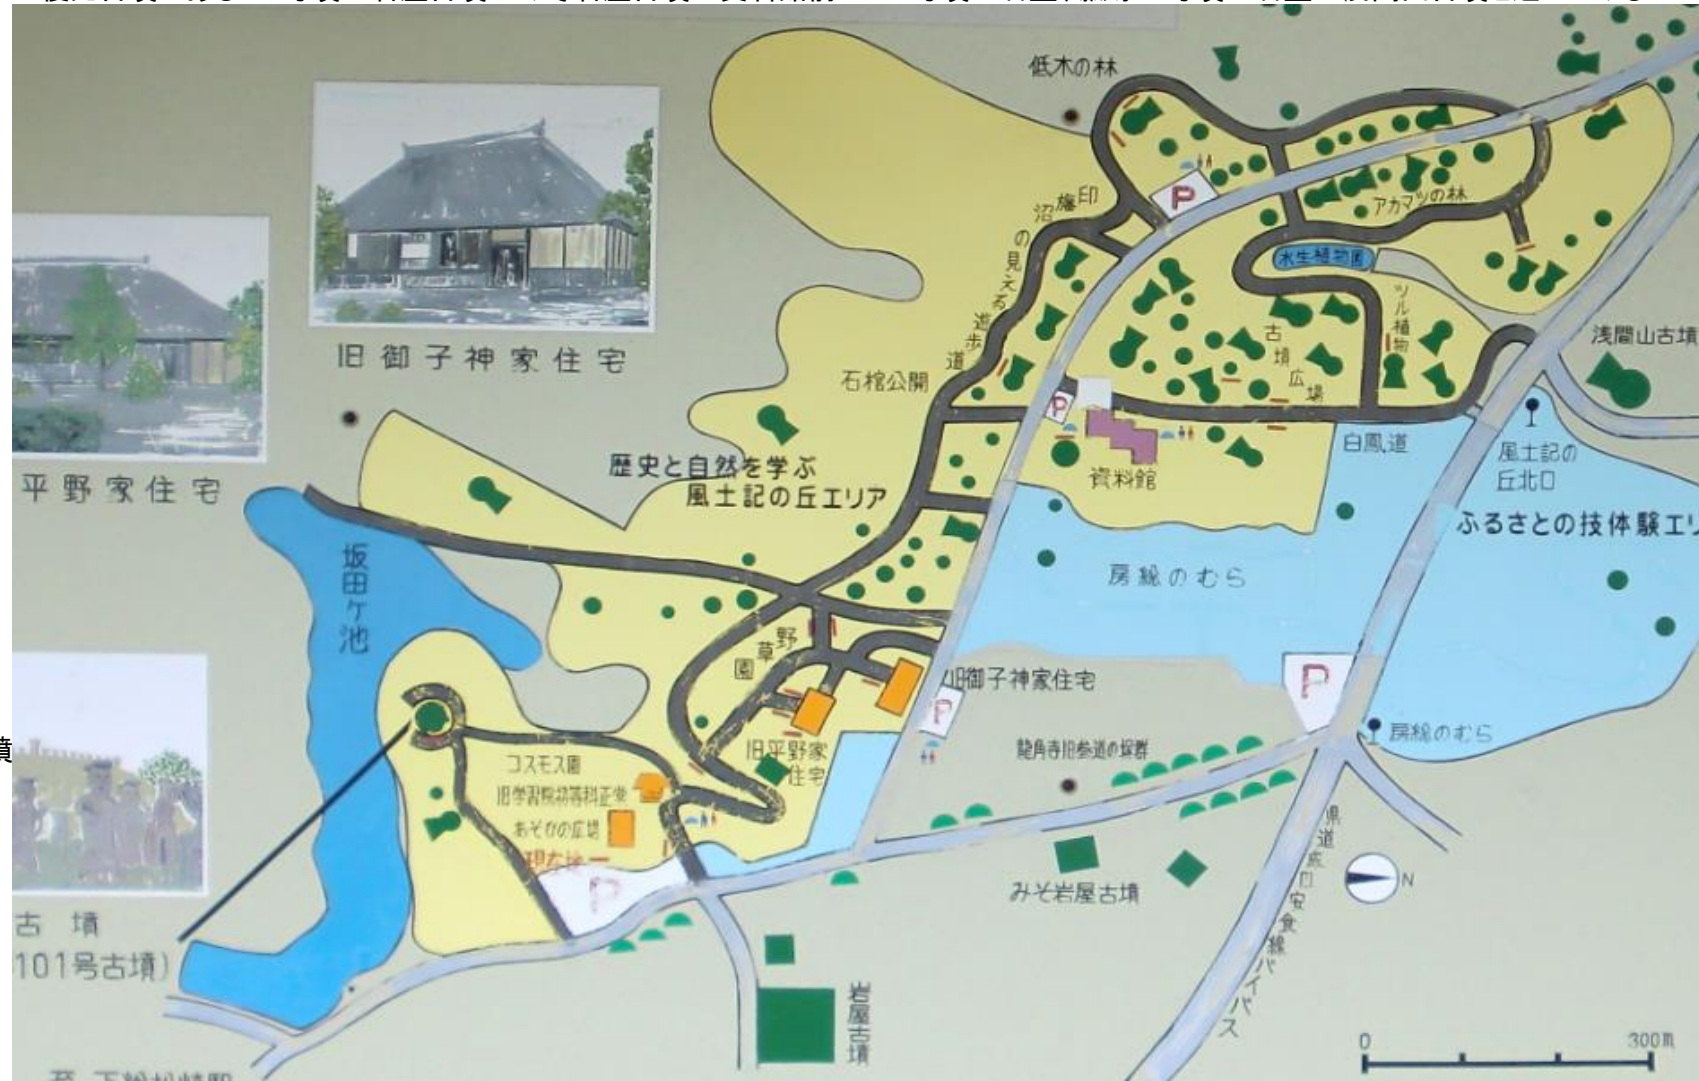 低木の林
印旛沼の見える遊歩道
アカマツの林
水生植物園
ツル植物
古墳広場
浅間山古墳
旧御子神家住宅
石棺公開
P
P
白鳳道
風土記の
丘北口
資料館
歴史と自然を学ぶ
風土記の丘エリア
ふるさとの技体験エリ
平野家住宅
坂田ケ池
房総のむら
野草園
旧御子神家住宅
P
P
房総のむら
旧平野家
住宅
龍角寺旧参道の塚群
コスモス園
旧学習院初等科正堂
あそびの広場
現在地
P
みそ岩屋古墳
N
県道成田安食線バイパス
墳
古墳
101号古墳)
岩屋古墳
0 300m